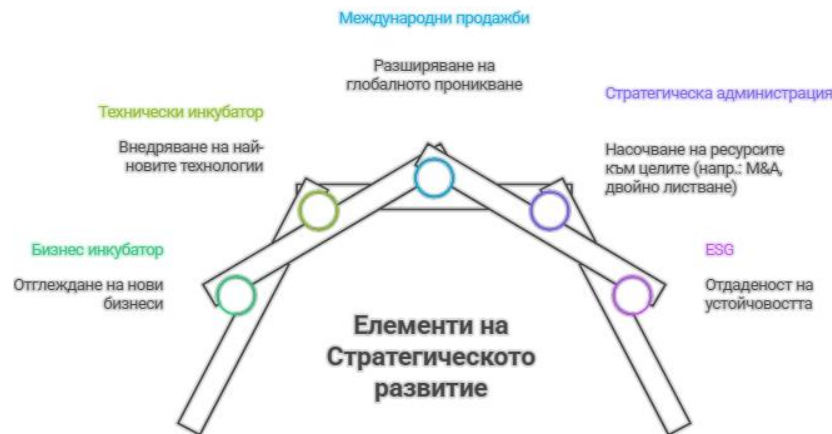 Международни продажби
Разширяване на
глобалното проникване
Технически инкубатор
Внедряване на най-
новите технологии
Стратегическа администрация
Насочване на ресурсите
към целите (напр.: M&A,
двойно листване)
Бизнес инкубатор
Отглеждане на нови
бизнеси
ESG
Отдаденост на
устойчовостта
Елементи на
Стратегическото
развитие